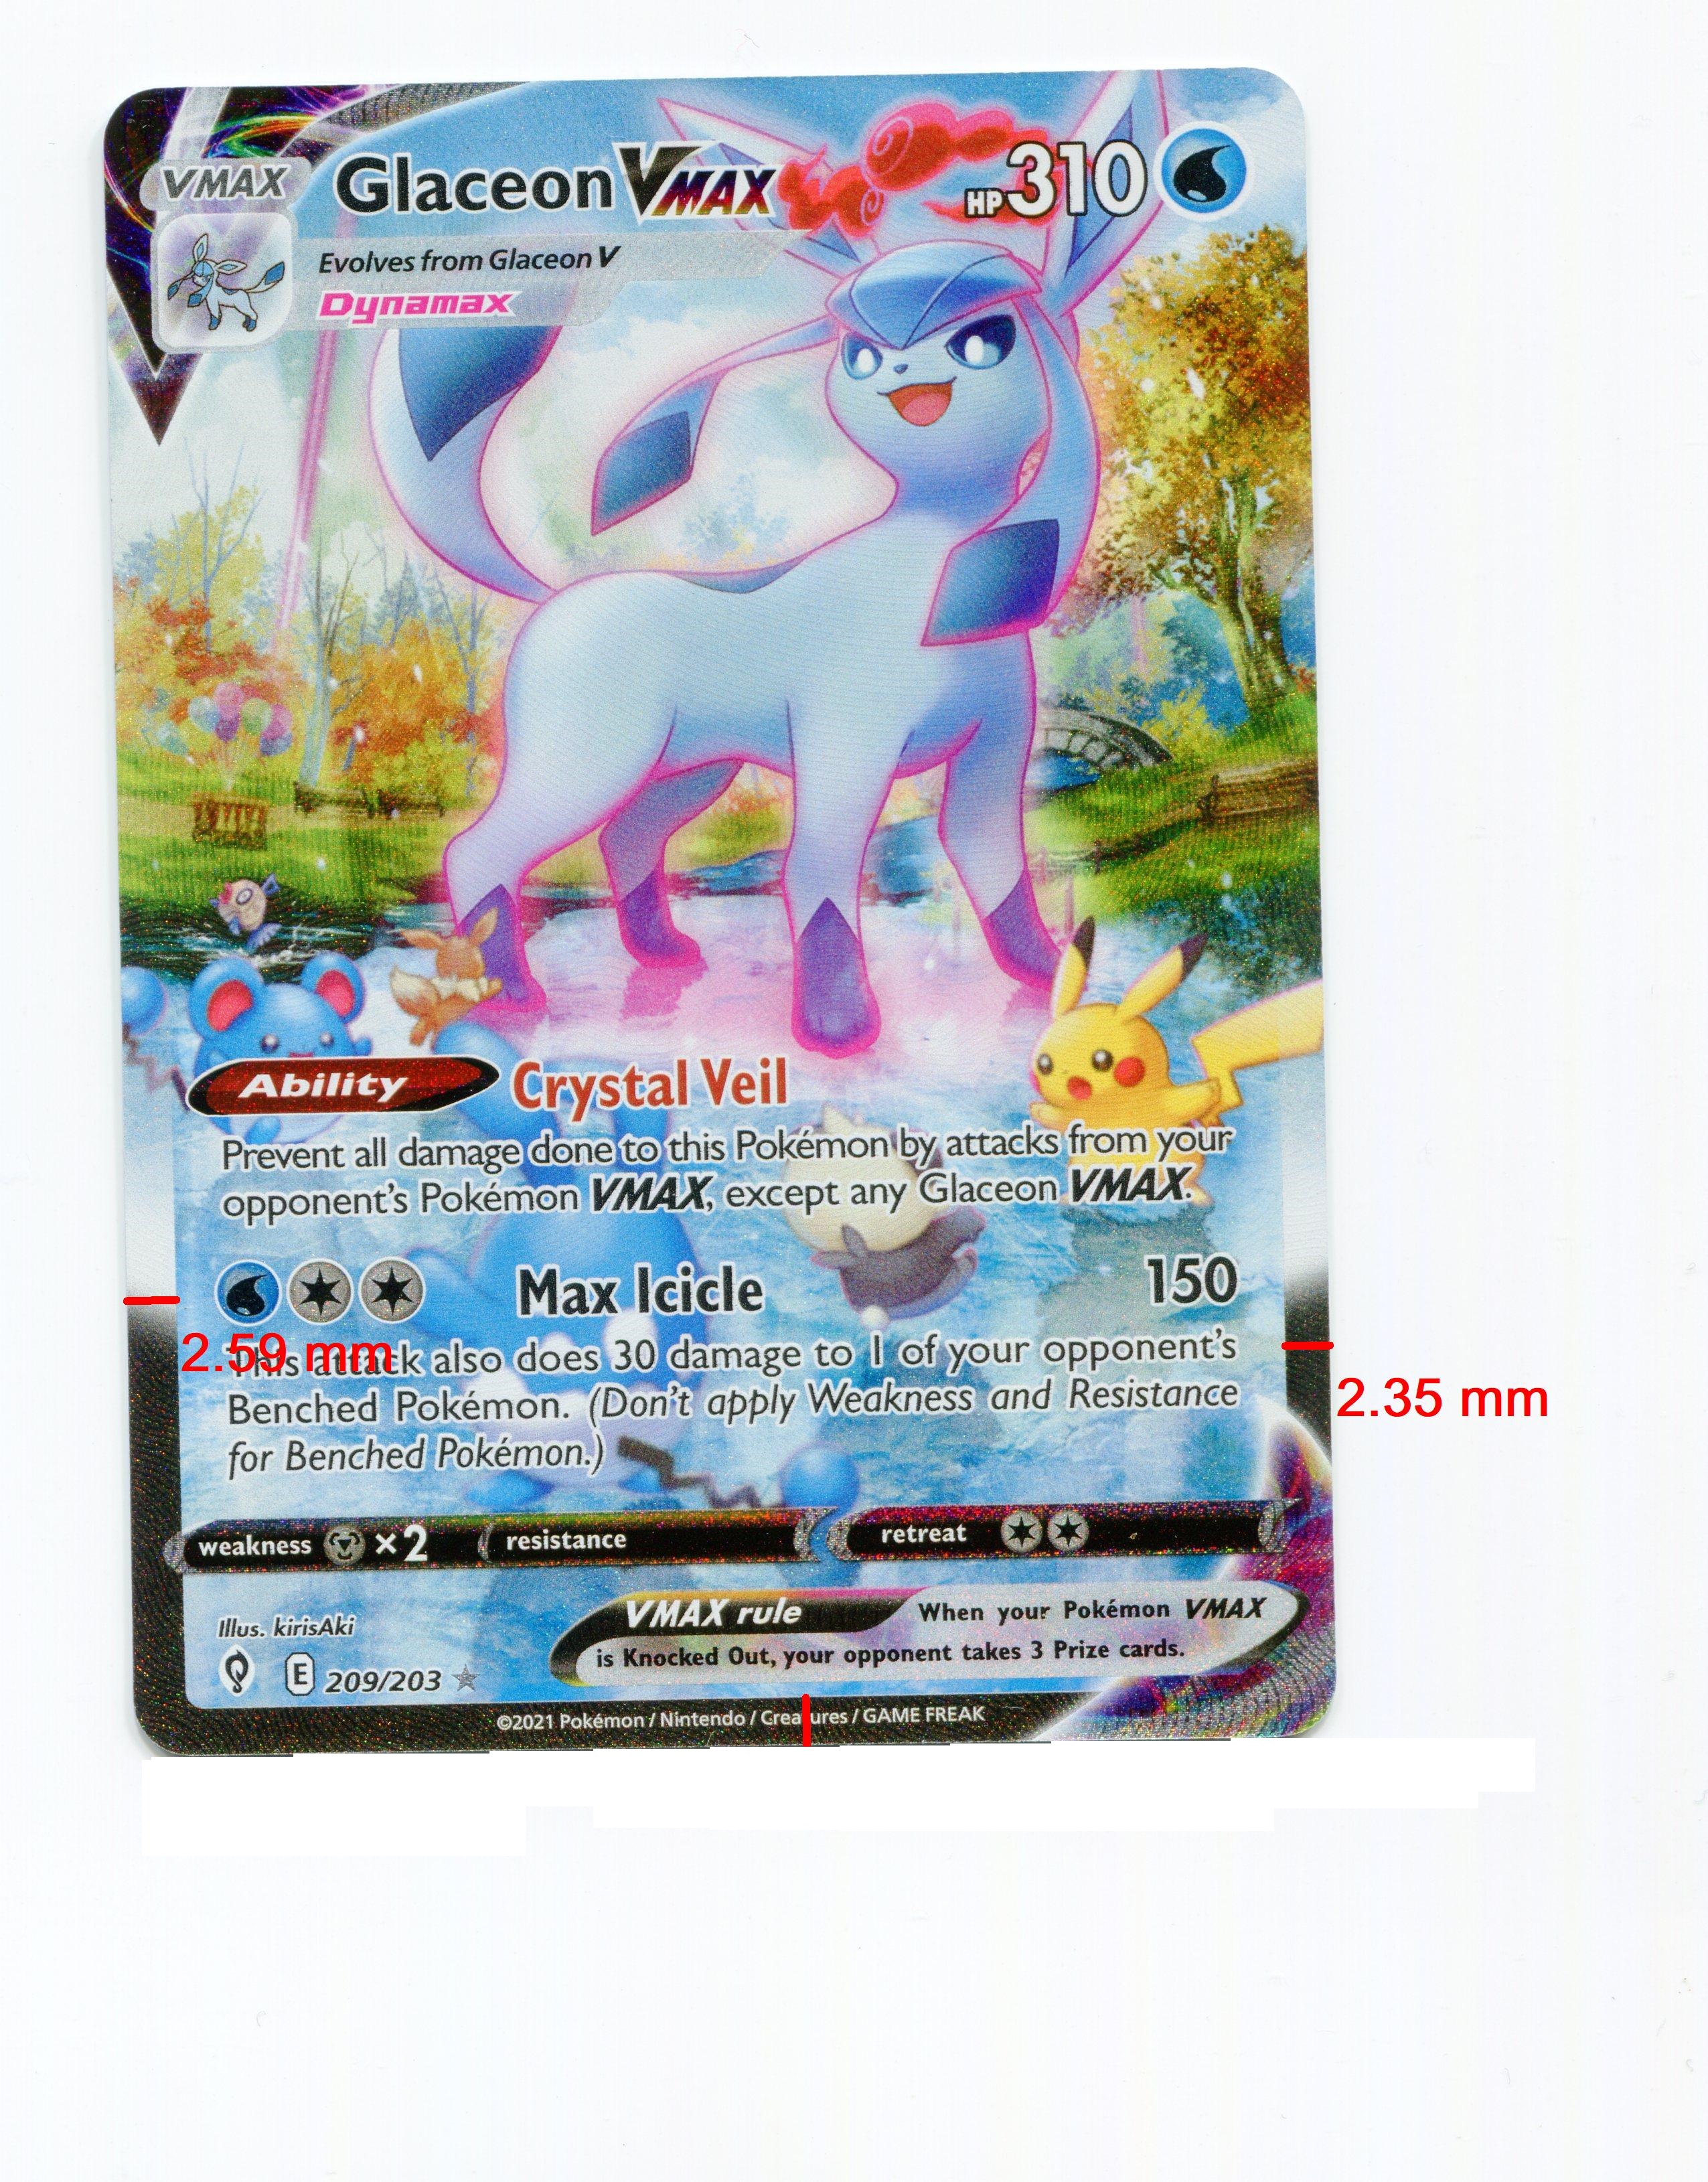 VMAX Glaceon VMAX HP 310
Evolves from Glaceon V
Dynamax
Ability Crystal Veil
Prevent all damage done to this Pokémon by attacks from your
opponent's Pokémon VMAX, except any Glaceon VMAX.
Max Icicle 150
2.59 mm
This attack also does 30 damage to 1 of your opponent's
2.35 mm
Benched Pokémon. (Don't apply Weakness and Resistance
for Benched Pokémon.)
weakness ×2 resistance retreat
VMAX rule When your Pokémon VMAX
is Knocked Out, your opponent takes 3 Prize cards.
Illus. kirisAki
E 209/203
©2021 Pokémon / Nintendo / Creatures / GAME FREAK